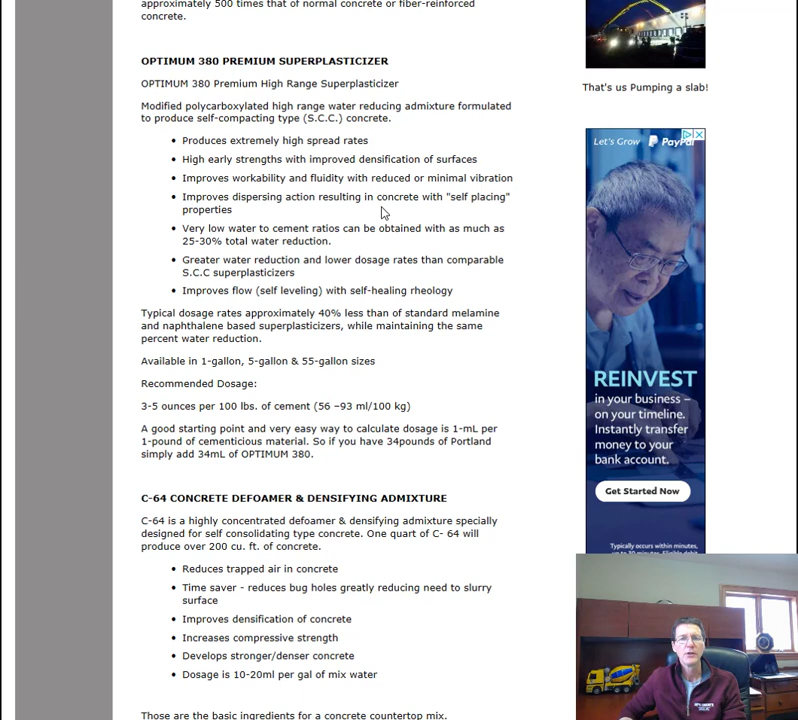 approximately 500 times that of normal concrete or fiber-reinforced
concrete.
OPTIMUM 380 PREMIUM SUPERPLASTICIZER
OPTIMUM 380 Premium High Range Superplasticizer
Modified polycarboxylated high range water reducing admixture formulated
to produce self-compacting type (S.C.C.) concrete.
• Produces extremely high spread rates
• High early strengths with improved densification of surfaces
• Improves workability and fluidity with reduced or minimal vibration
• Improves dispersing action resulting in concrete with "self placing"
properties
• Very low water to cement ratios can be obtained with as much as
25-30% total water reduction.
• Greater water reduction and lower dosage rates than comparable
S.C.C superplasticizers
• Improves flow (self leveling) with self-healing rheology
Typical dosage rates approximately 40% less than of standard melamine
and naphthalene based superplasticizers, while maintaining the same
percent water reduction.
Available in 1-gallon, 5-gallon & 55-gallon sizes
Recommended Dosage:
3-5 ounces per 100 lbs. of cement (56 –93 ml/100 kg)
A good starting point and very easy way to calculate dosage is 1-mL per
1-pound of cementicious material. So if you have 34pounds of Portland
simply add 34mL of OPTIMUM 380.
C-64 CONCRETE DEFOAMER & DENSIFYING ADMIXTURE
C-64 is a highly concentrated defoamer & densifying admixture specially
designed for self consolidating type concrete. One quart of C- 64 will
produce over 200 cu. ft. of concrete.
• Reduces trapped air in concrete
• Time saver - reduces bug holes greatly reducing need to slurry
surface
• Improves densification of concrete
• Increases compressive strength
• Develops stronger/denser concrete
• Dosage is 10-20ml per gal of mix water
Those are the basic ingredients for a concrete countertop mix.
That's us Pumping a slab!
Let's Grow PayPal
REINVEST
in your business –
on your timeline.
Instantly transfer
money to your
bank account.
Get Started Now
Typically occurs within minutes,